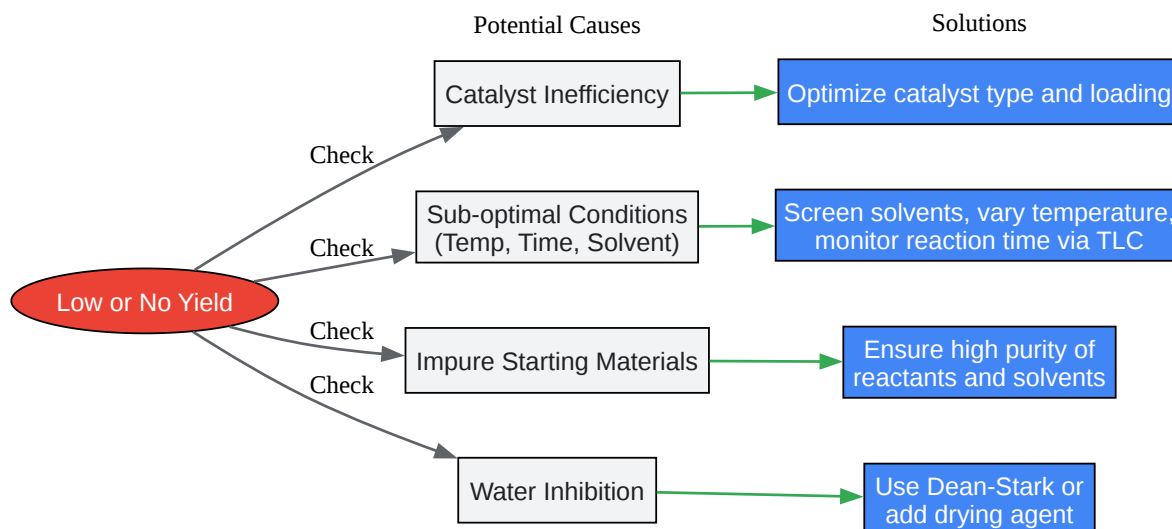 Potential Causes
Solutions
Catalyst Inefficiency
Optimize catalyst type and loading
Check
Sub-optimal Conditions
(Temp, Time, Solvent)
Screen solvents, vary temperature,
monitor reaction time via TLC
Check
Low or No Yield
Check
Impure Starting Materials
Ensure high purity of
reactants and solvents
Check
Water Inhibition
Use Dean-Stark or
add drying agent